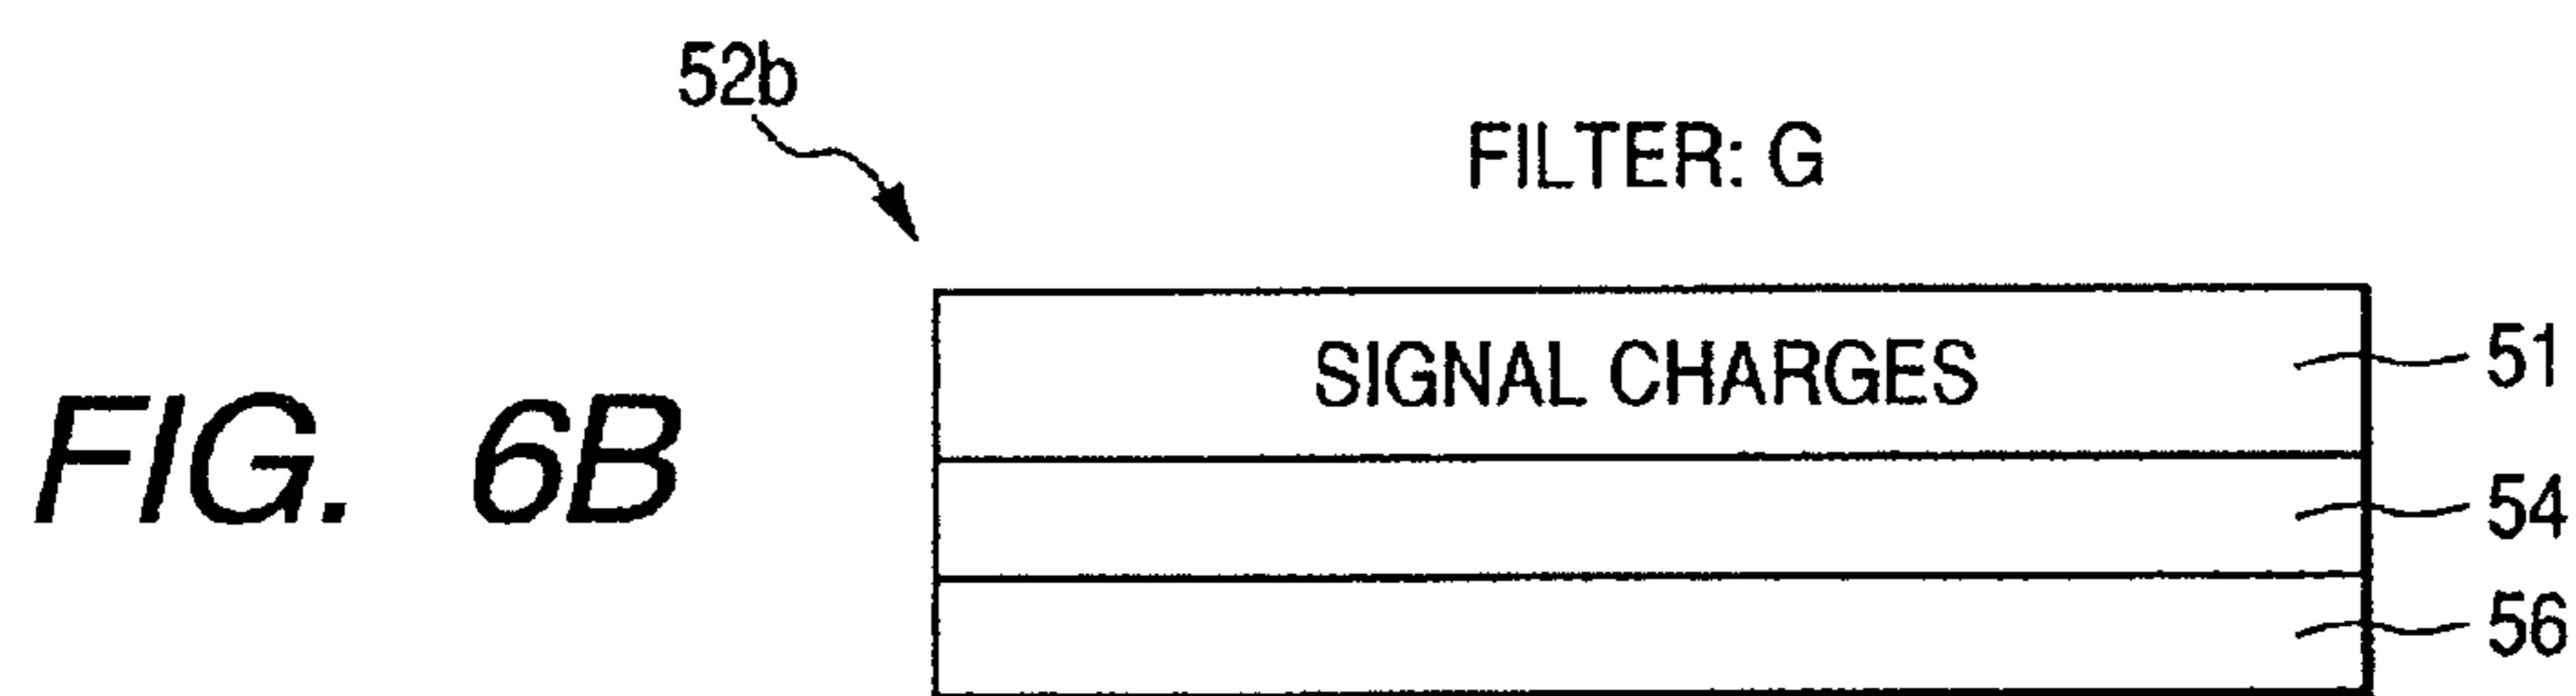 52b
FILTER: G
SIGNAL CHARGES
51
54
56
FIG. 6B